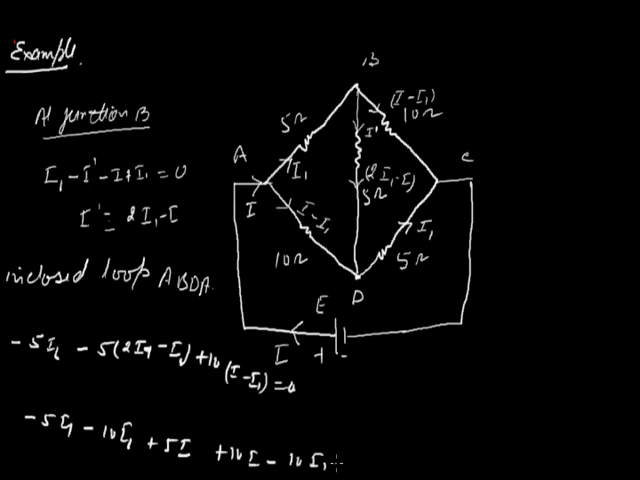 Example.
At junction B
I₁ - I' - I + I₁ = 0
I' = 2I₁ - I
inclosed loop ABDA.
- 5I₁ - 5(2I₁ - I) + 10 (I - I₁) = 0
- 5I₁ - 10I₁ + 5I + 10I - 10I₁
B
(I - I₁)
10Ω
5Ω
I'
A
I₁
(2I₁ - I)
5Ω
C
I
I - I₁
I₁
10Ω
5Ω
D
E
I
+
-